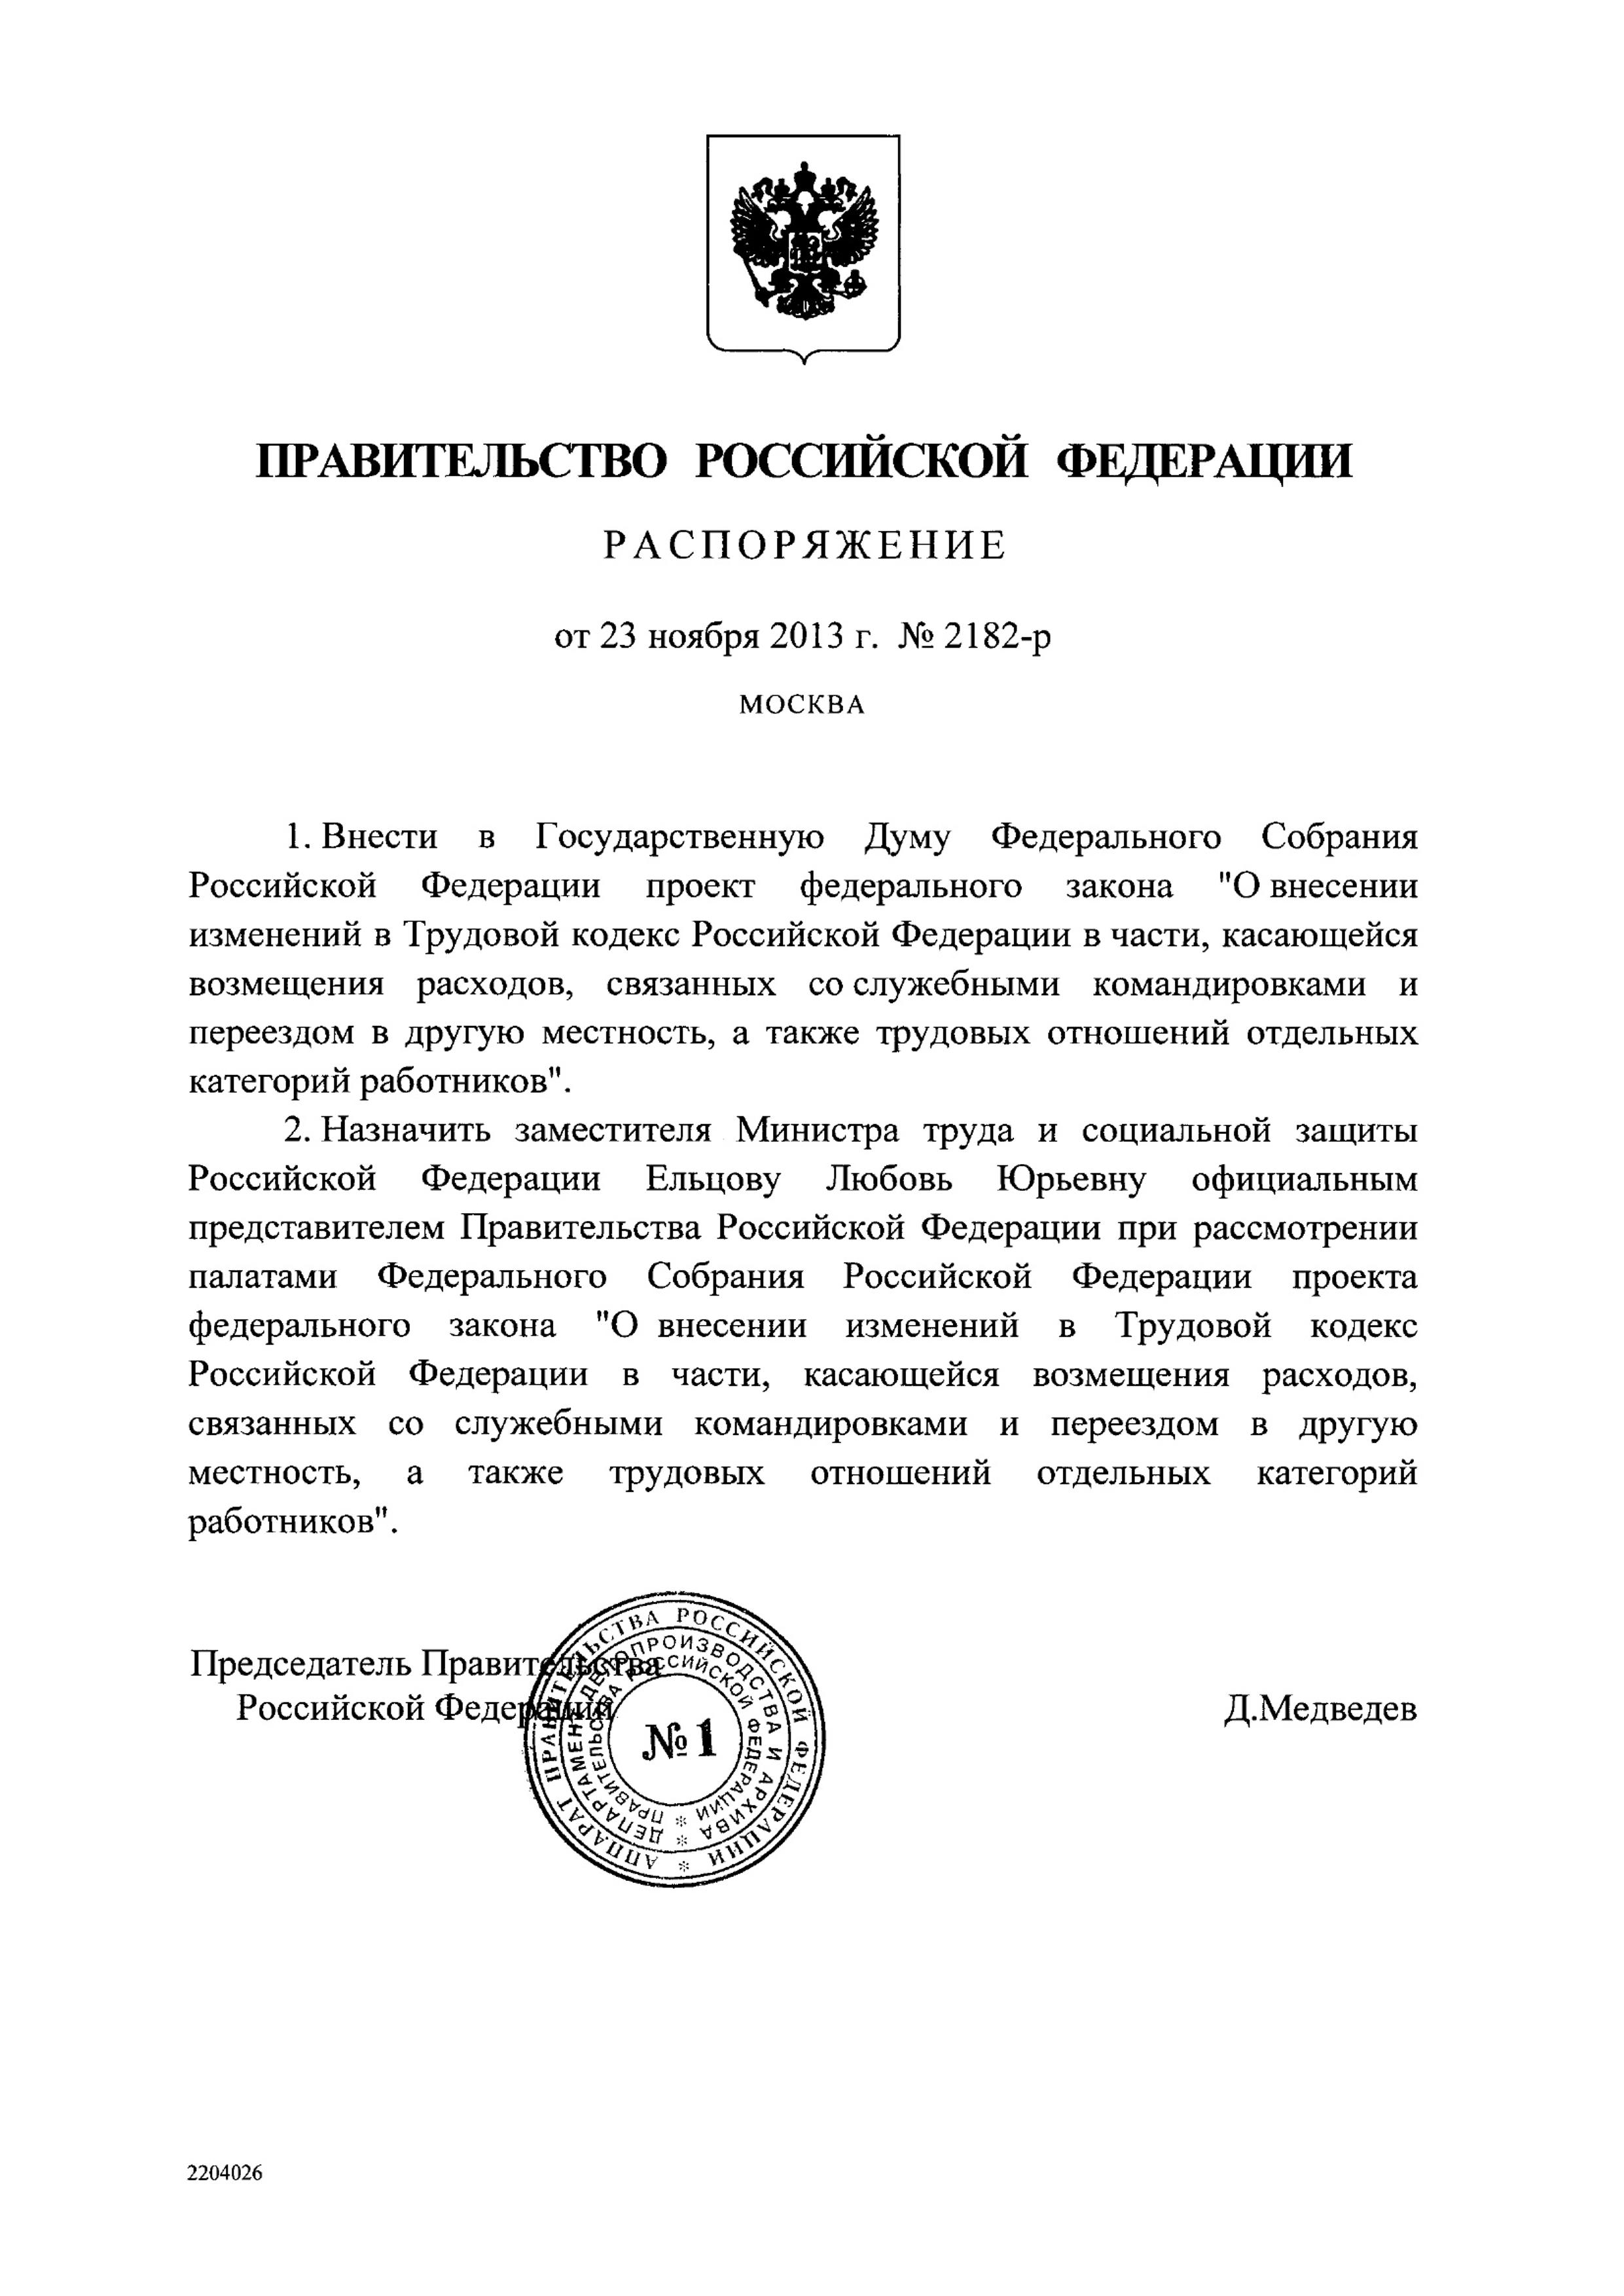 ПРАВИТЕЛЬСТВО РОССИЙСКОЙ ФЕДЕРАЦИИ
РАСПОРЯЖЕНИЕ
от 23 ноября 2013 г. № 2182-р
МОСКВА
1. Внести в Государственную Думу Федерального Собрания
Российской Федерации проект федерального закона "О внесении
изменений в Трудовой кодекс Российской Федерации в части, касающейся
возмещения расходов, связанных со служебными командировками и
переездом в другую местность, а также трудовых отношений отдельных
категорий работников".
2. Назначить заместителя Министра труда и социальной защиты
Российской Федерации Ельцову Любовь Юрьевну официальным
представителем Правительства Российской Федерации при рассмотрении
палатами Федерального Собрания Российской Федерации проекта
федерального закона "О внесении изменений в Трудовой кодекс
Российской Федерации в части, касающейся возмещения расходов,
связанных со служебными командировками и переездом в другую
местность, а также трудовых отношений отдельных категорий
работников".
Председатель Правительства
Российской Федерации
Д.Медведев
АППАРАТ ПРАВИТЕЛЬСТВА РОССИЙСКОЙ ФЕДЕРАЦИИ *
ДЕПАРТАМЕНТ ДЕЛОПРОИЗВОДСТВА И АРХИВА *
ПРАВИТЕЛЬСТВА РОССИЙСКОЙ ФЕДЕРАЦИИ *
№1
2204026